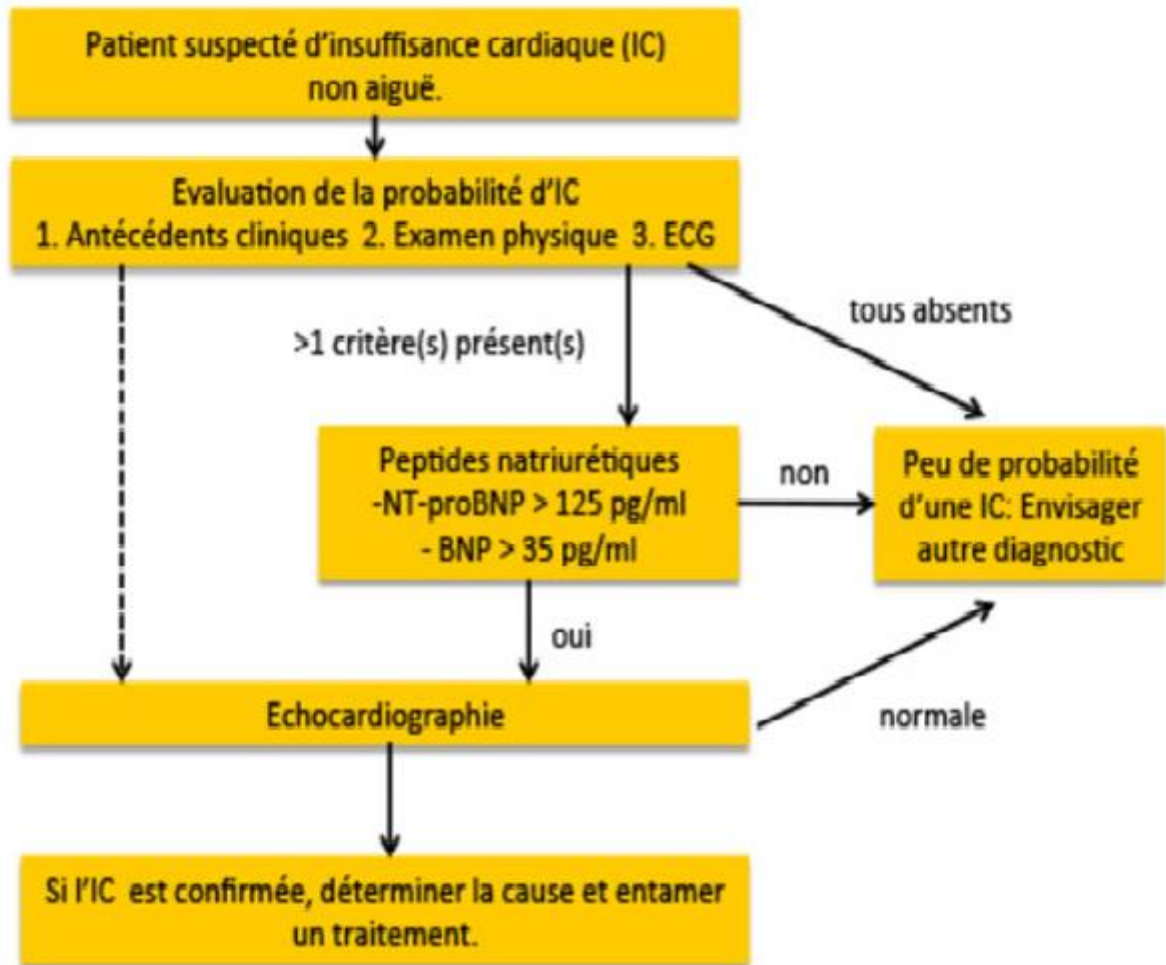 Patient suspecté d'insuffisance cardiaque (IC)
non aiguë.
Evaluation de la probabilité d'IC
1. Antécédents cliniques 2. Examen physique 3. ECG
tous absents
>1 critère(s) présent(s)
Peptides natriurétiques
-NT-proBNP > 125 pg/ml
- BNP > 35 pg/ml
non
Peu de probabilité
d'une IC: Envisager
autre diagnostic
oui
Echocardiographie
normale
Si l'IC est confirmée, déterminer la cause et entamer
un traitement.